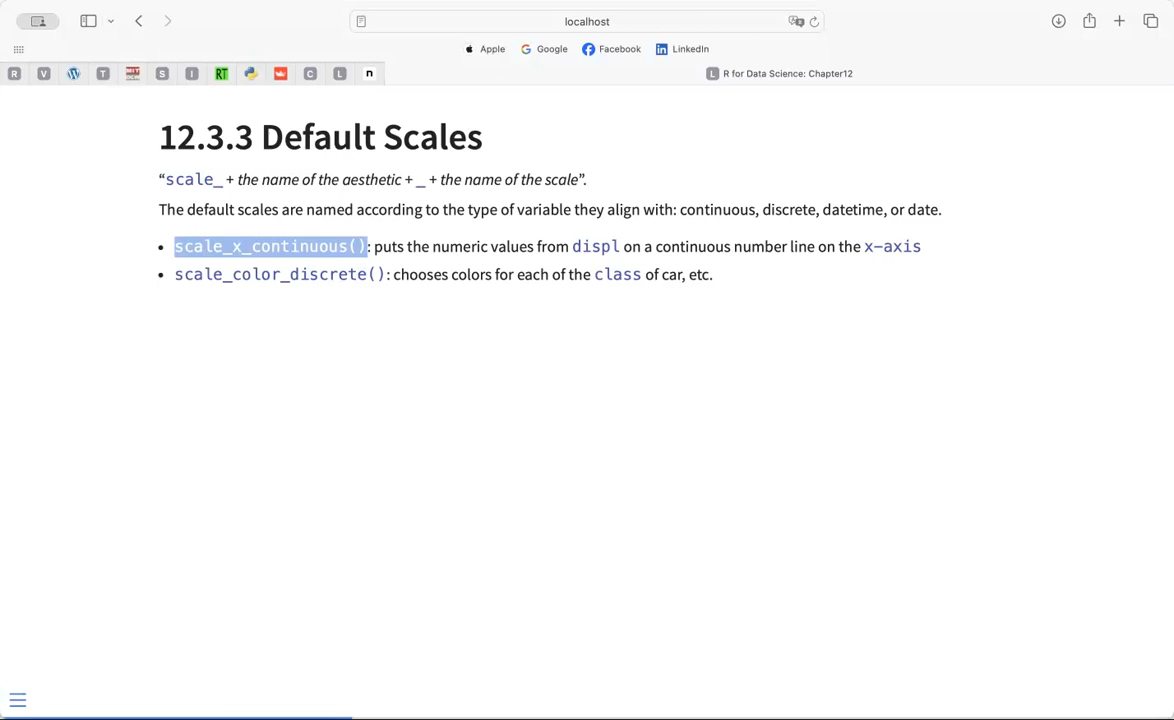 localhost
Apple Google Facebook LinkedIn
R V T MIT S I RT C L n L R for Data Science: Chapter12
12.3.3 Default Scales
“scale_ + the name of the aesthetic + _ + the name of the scale”.
The default scales are named according to the type of variable they align with: continuous, discrete, datetime, or date.
• scale_x_continuous(): puts the numeric values from displ on a continuous number line on the x-axis
• scale_color_discrete(): chooses colors for each of the class of car, etc.